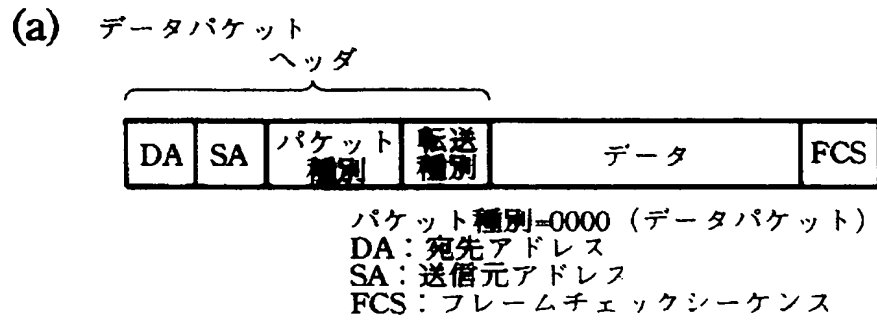 (a) データパケット
ヘッダ
DA SA パケット種別 転送種別 データ FCS
パケット種別=0000(データパケット)
DA:宛先アドレス
SA:送信元アドレス
FCS:フレームチェックシーケンス